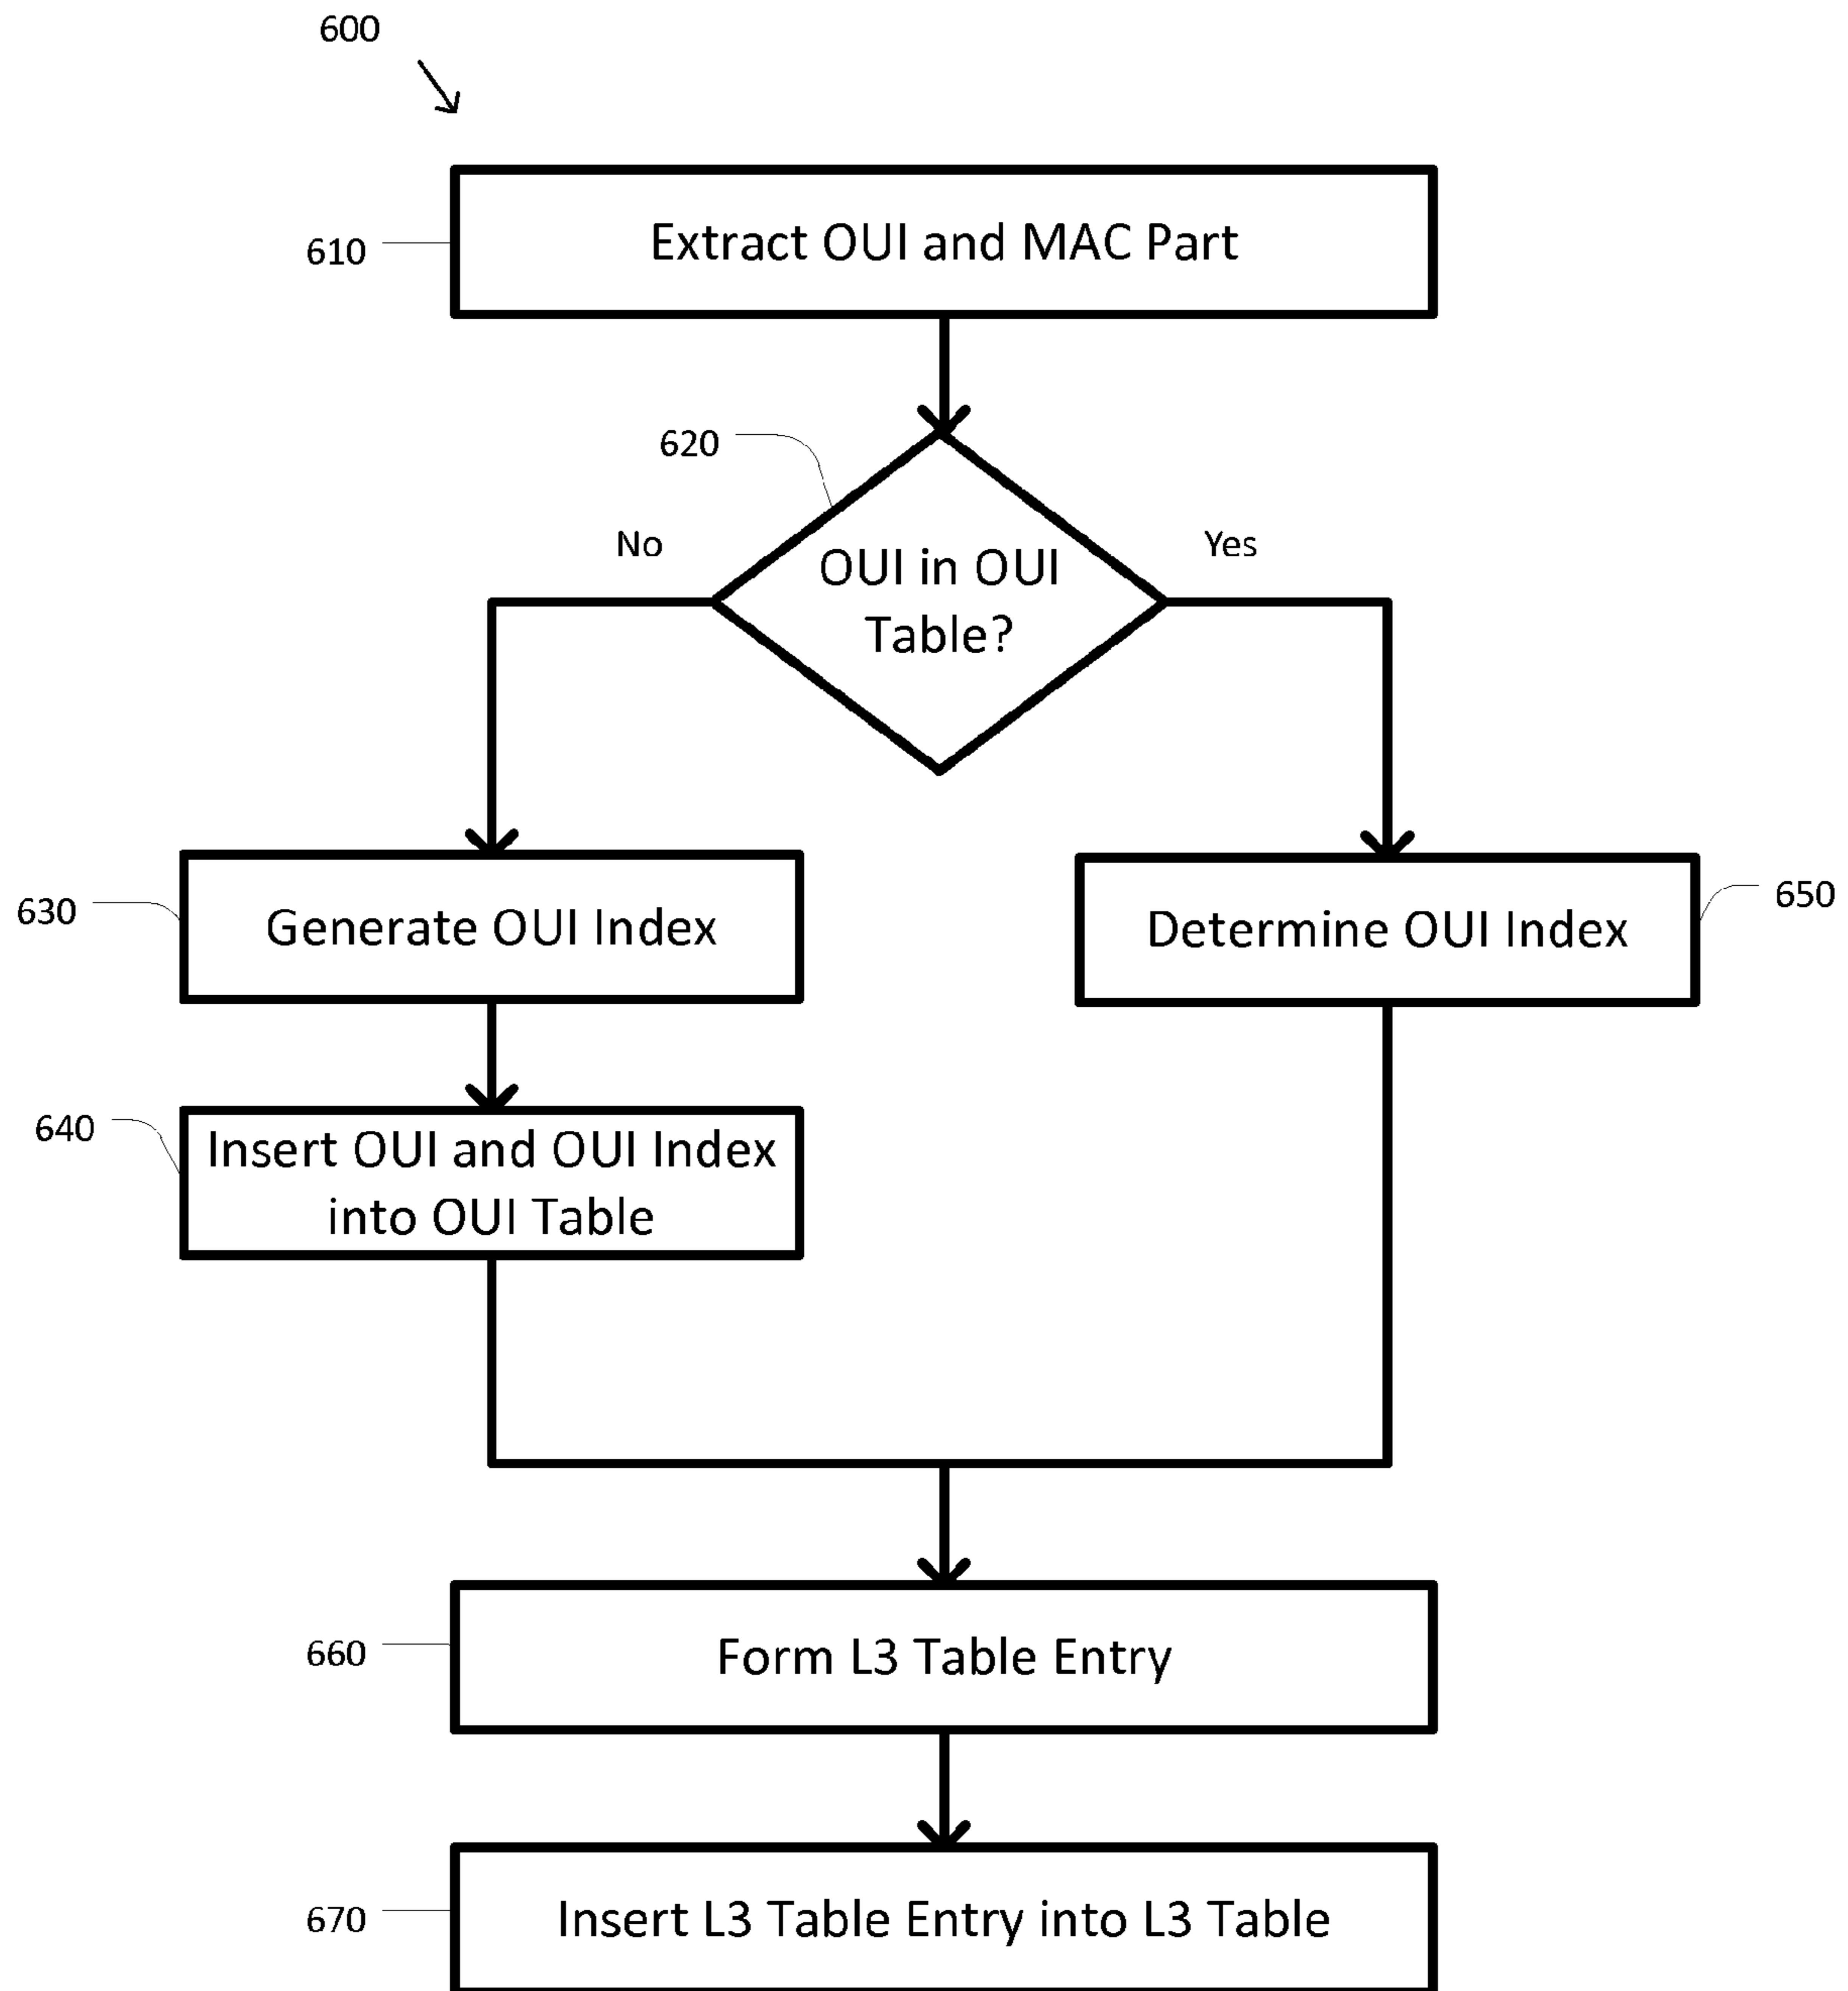 600
610
Extract OUI and MAC Part
620
No
Yes
OUI in OUI
Table?
630
Generate OUI Index
Determine OUI Index
650
640
Insert OUI and OUI Index
into OUI Table
660
Form L3 Table Entry
670
Insert L3 Table Entry into L3 Table